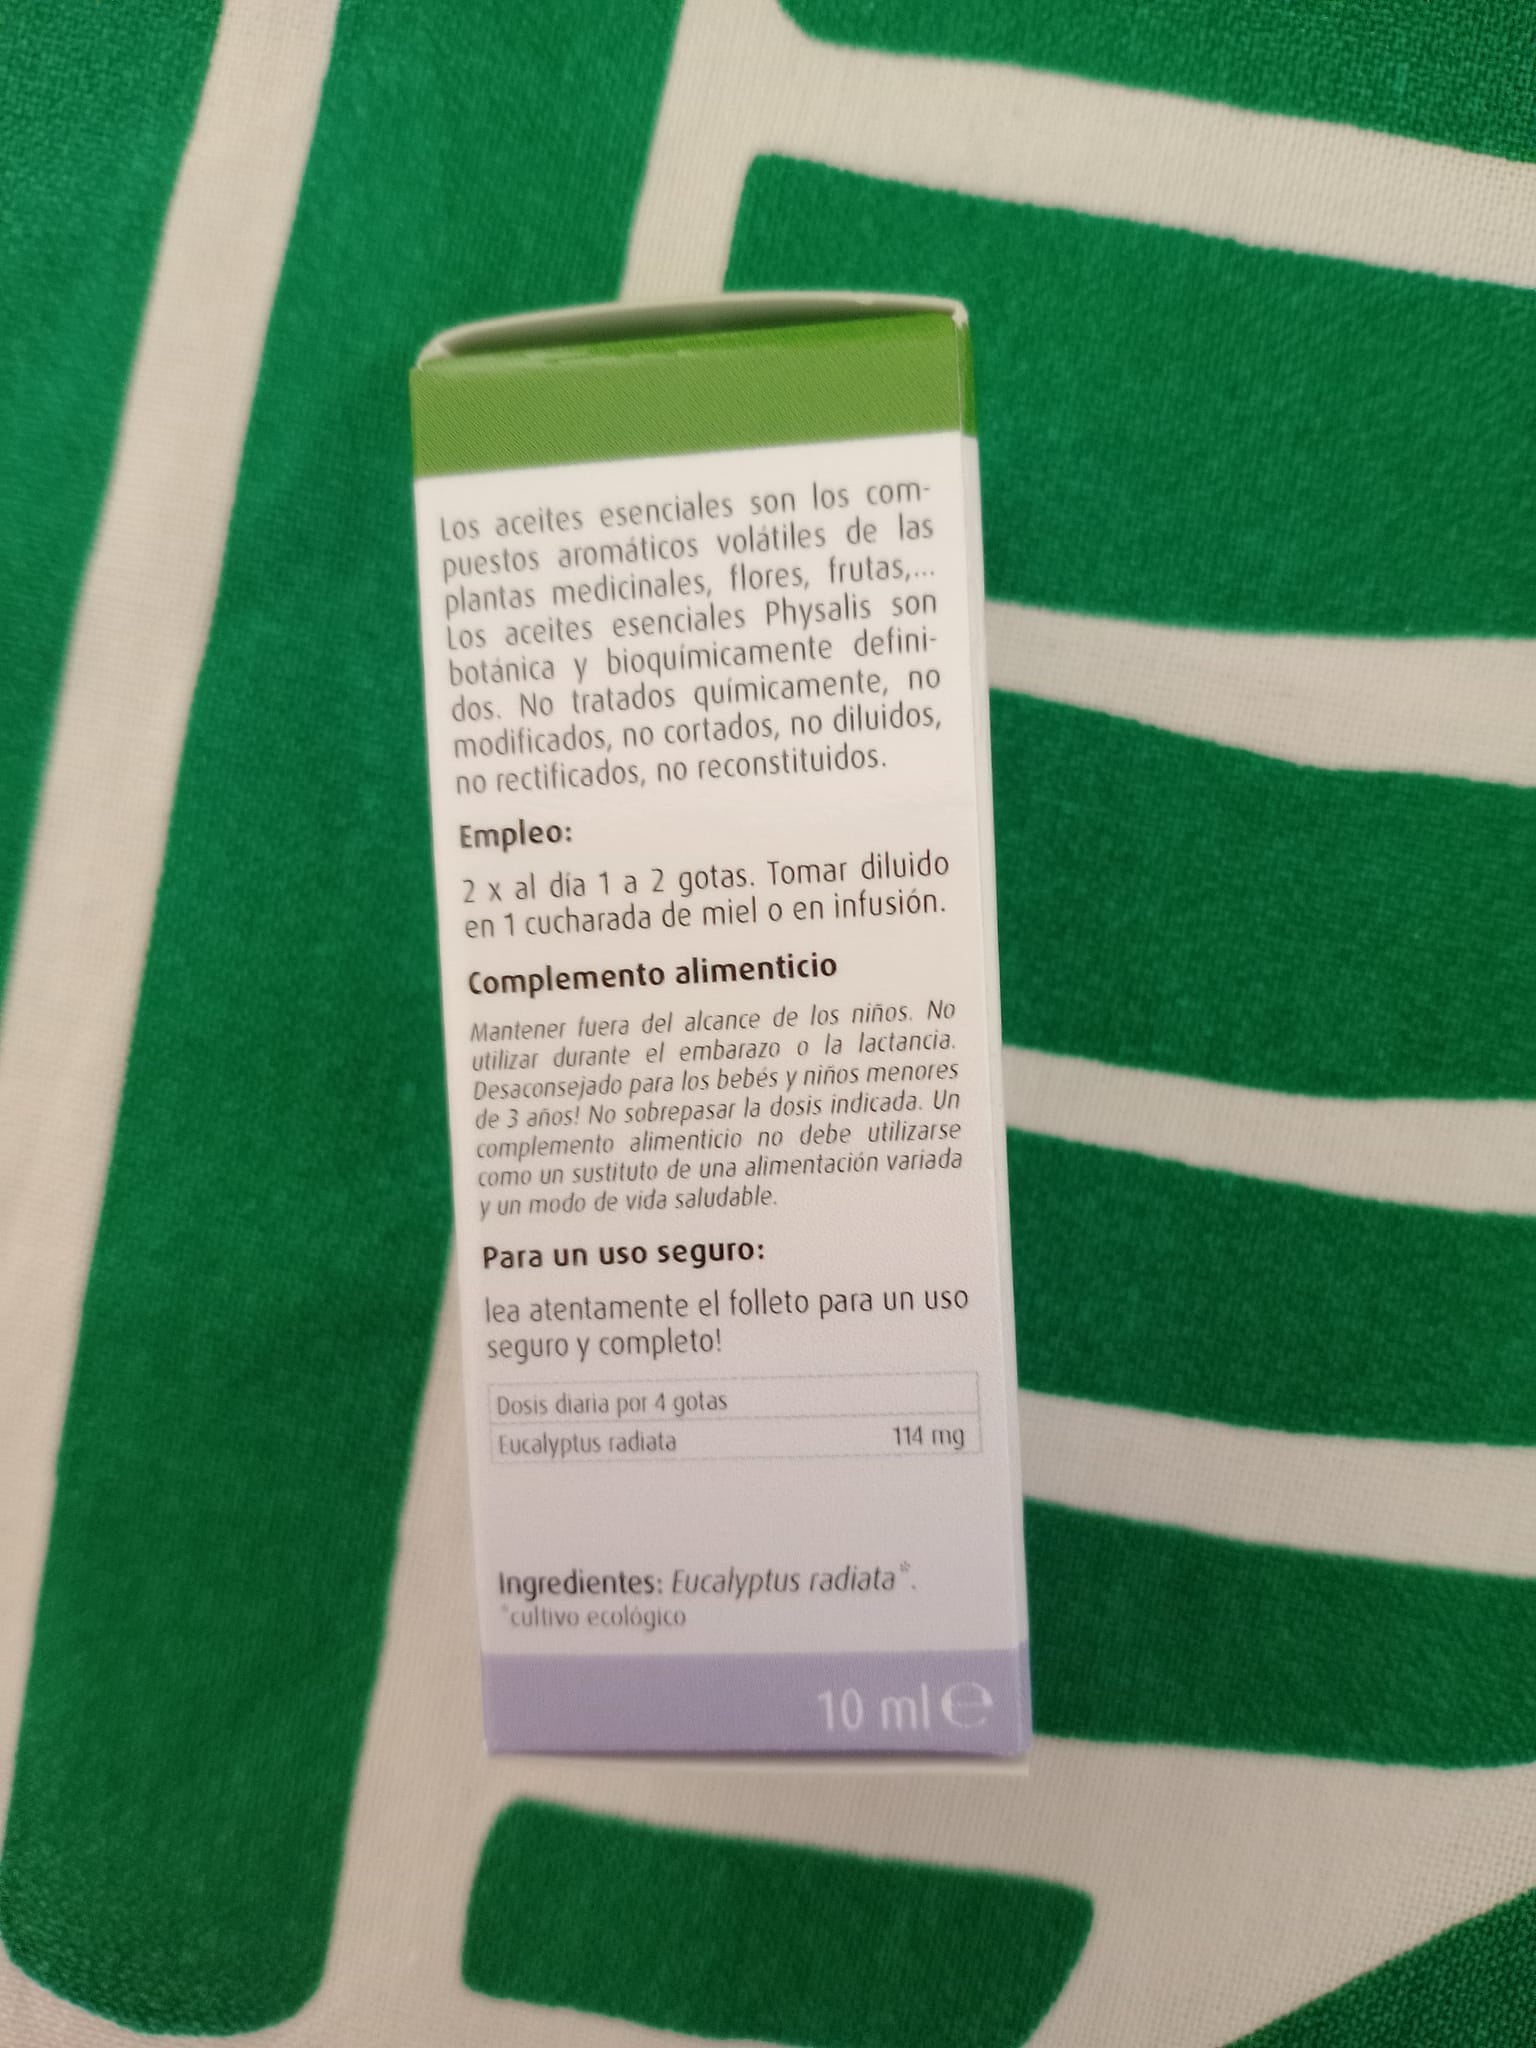 Los aceites esenciales son los com-
puestos aromáticos volátiles de las
plantas medicinales, flores, frutas,...
Los aceites esenciales Physalis son
botánica y bioquímicamente defini-
dos. No tratados químicamente, no
modificados, no cortados, no diluidos,
no rectificados, no reconstituidos.
Empleo:
2 x al día 1 a 2 gotas. Tomar diluido
en 1 cucharada de miel o en infusión.
Complemento alimenticio
Mantener fuera del alcance de los niños. No
utilizar durante el embarazo o la lactancia.
Desaconsejado para los bebés y niños menores
de 3 años! No sobrepasar la dosis indicada. Un
complemento alimenticio no debe utilizarse
como un sustituto de una alimentación variada
y un modo de vida saludable.
Para un uso seguro:
lea atentamente el folleto para un uso
seguro y completo!
Dosis diaria por 4 gotas
Eucalyptus radiata 114 mg
Ingredientes: Eucalyptus radiata*.
*cultivo ecológico
10 ml ℮